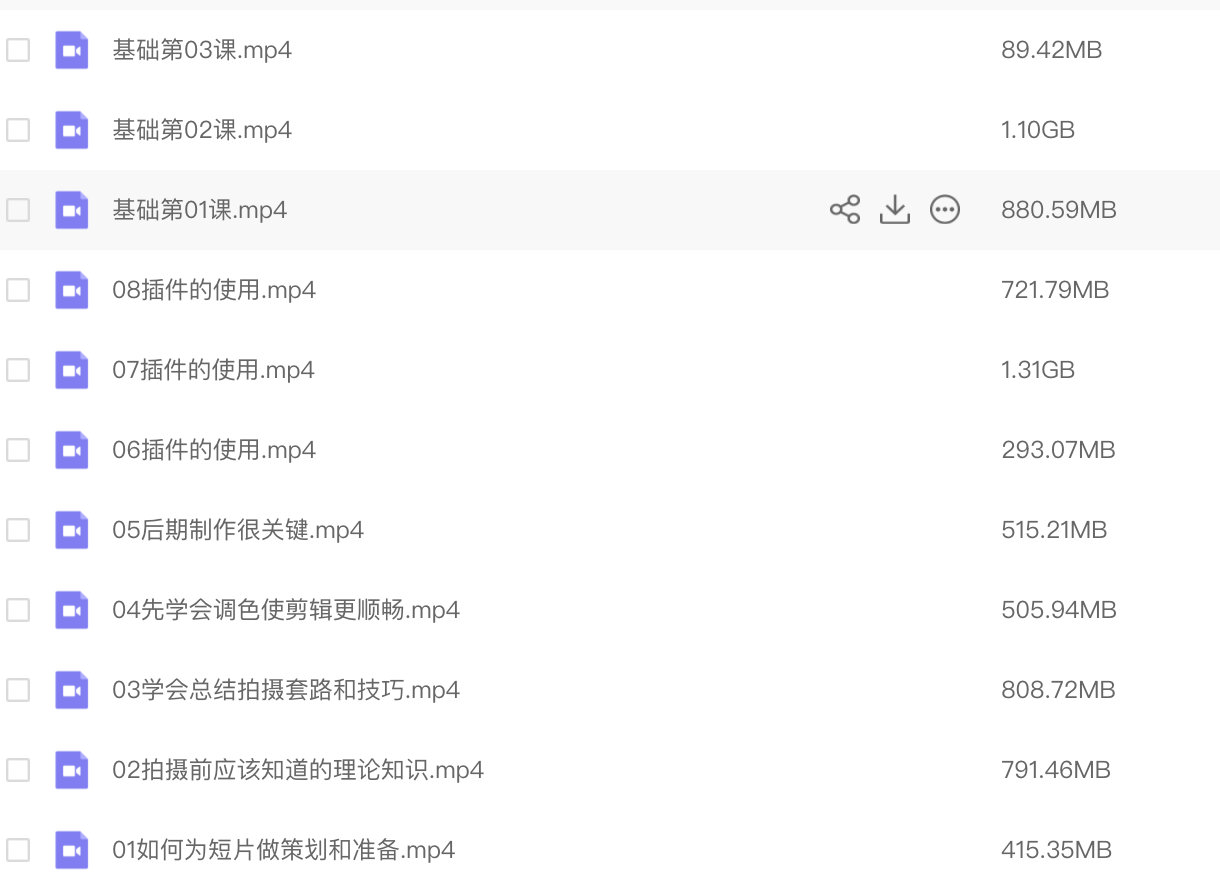 基础第03课.mp4 89.42MB
基础第02课.mp4 1.10GB
基础第01课.mp4 880.59MB
08插件的使用.mp4 721.79MB
07插件的使用.mp4 1.31GB
06插件的使用.mp4 293.07MB
05后期制作很关键.mp4 515.21MB
04先学会调色使剪辑更顺畅.mp4 505.94MB
03学会总结拍摄套路和技巧.mp4 808.72MB
02拍摄前应该知道的理论知识.mp4 791.46MB
01如何为短片做策划和准备.mp4 415.35MB